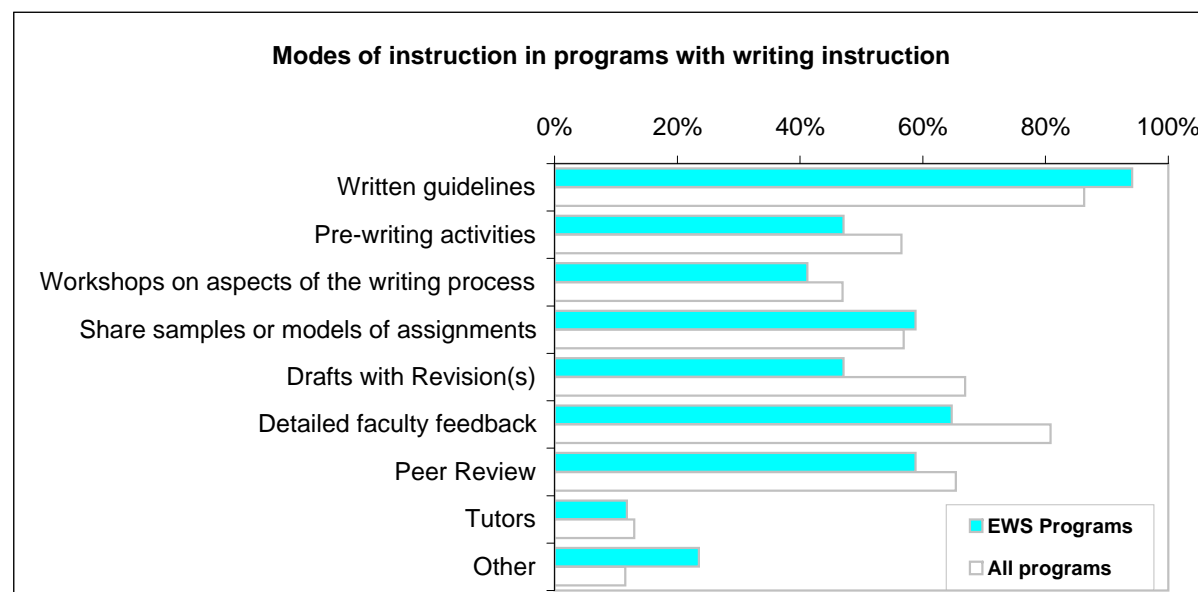 Modes of instruction in programs with writing instruction
0% 20% 40% 60% 80% 100%
Written guidelines
Pre-writing activities
Workshops on aspects of the writing process
Share samples or models of assignments
Drafts with Revision(s)
Detailed faculty feedback
Peer Review
Tutors
Other
EWS Programs
All programs